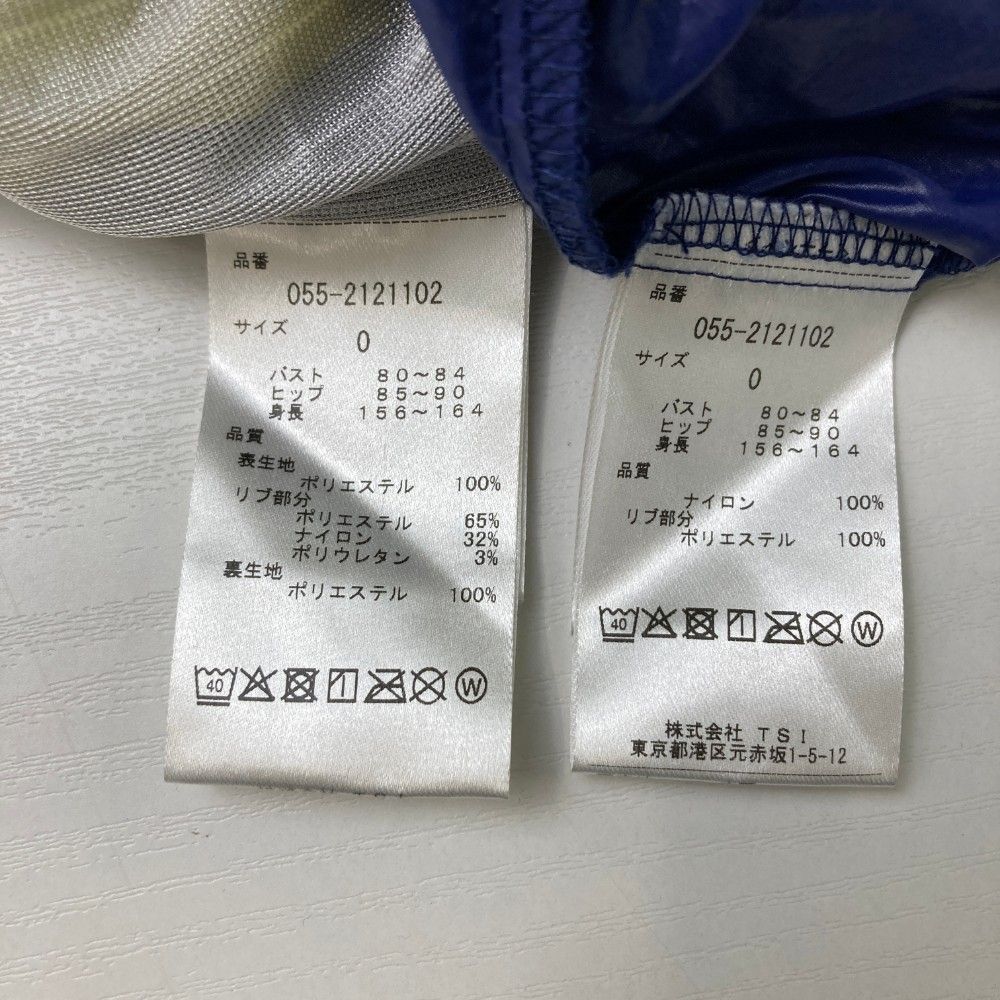 品番
055-2121102
サイズ
0
バスト 80〜84
ヒップ 85〜90
身長 156〜164
品質
表生地
ポリエステル 100%
リブ部分
ポリエステル 65%
ナイロン 32%
ポリウレタン 3%
裏生地
ポリエステル 100%
40
W
品番
055-2121102
サイズ
0
バスト 80〜84
ヒップ 85〜90
身長 156〜164
品質
ナイロン 100%
リブ部分
ポリエステル 100%
40
W
株式会社 TSI
東京都港区元赤坂1-5-12